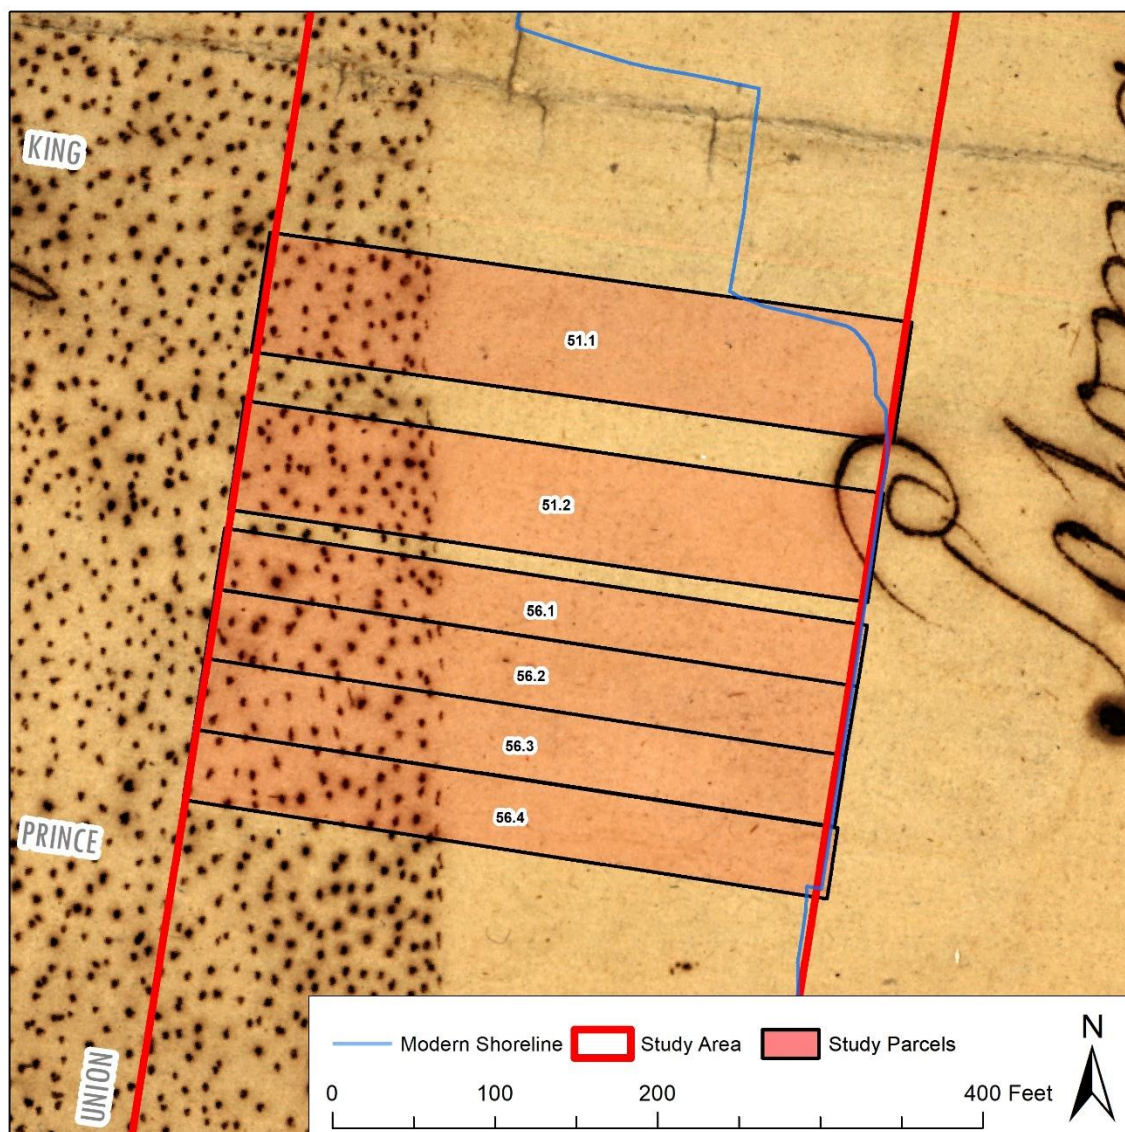 KING
51.1
51.2
56.1
56.2
56.3
56.4
PRINCE
UNION
Modern Shoreline
Study Area
Study Parcels
N
0 100 200 400 Feet